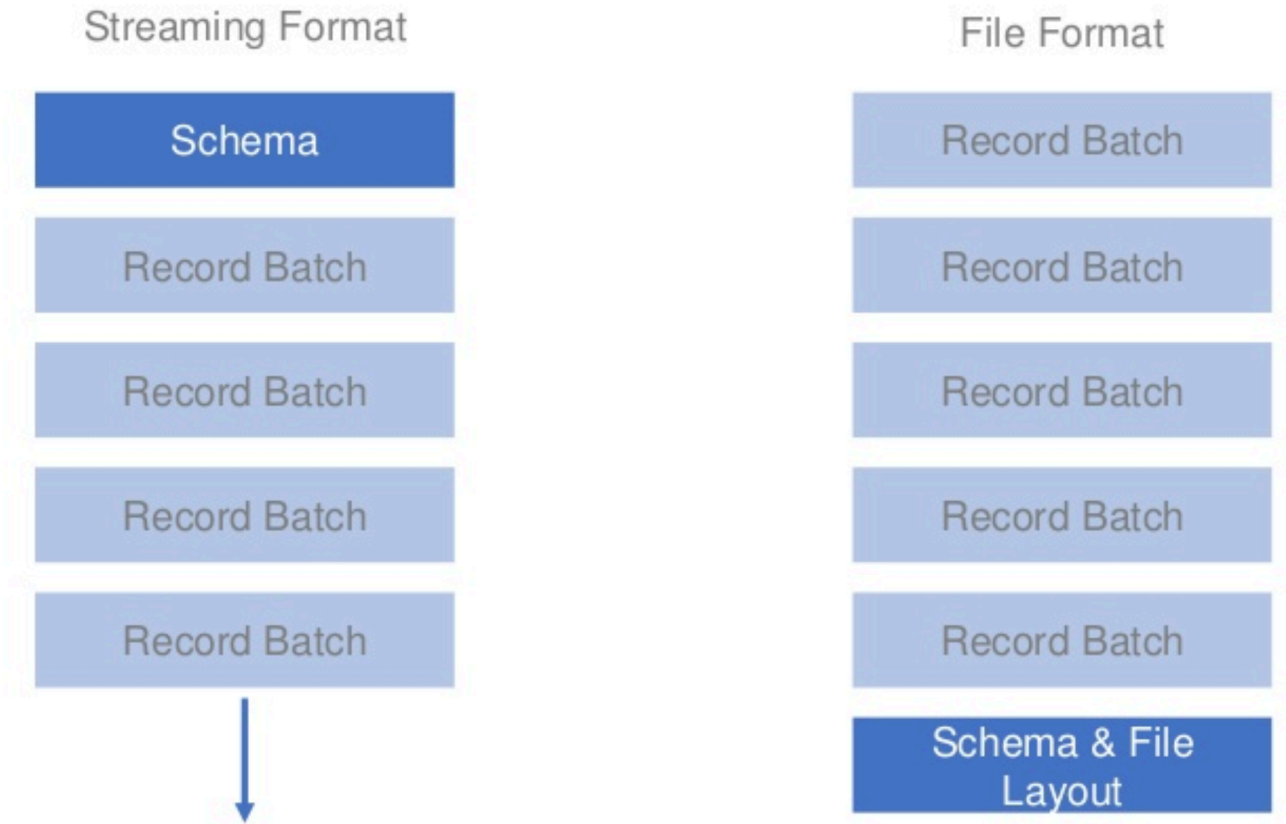 Streaming Format
Schema
Record Batch
Record Batch
Record Batch
Record Batch
File Format
Record Batch
Record Batch
Record Batch
Record Batch
Record Batch
Schema & File
Layout